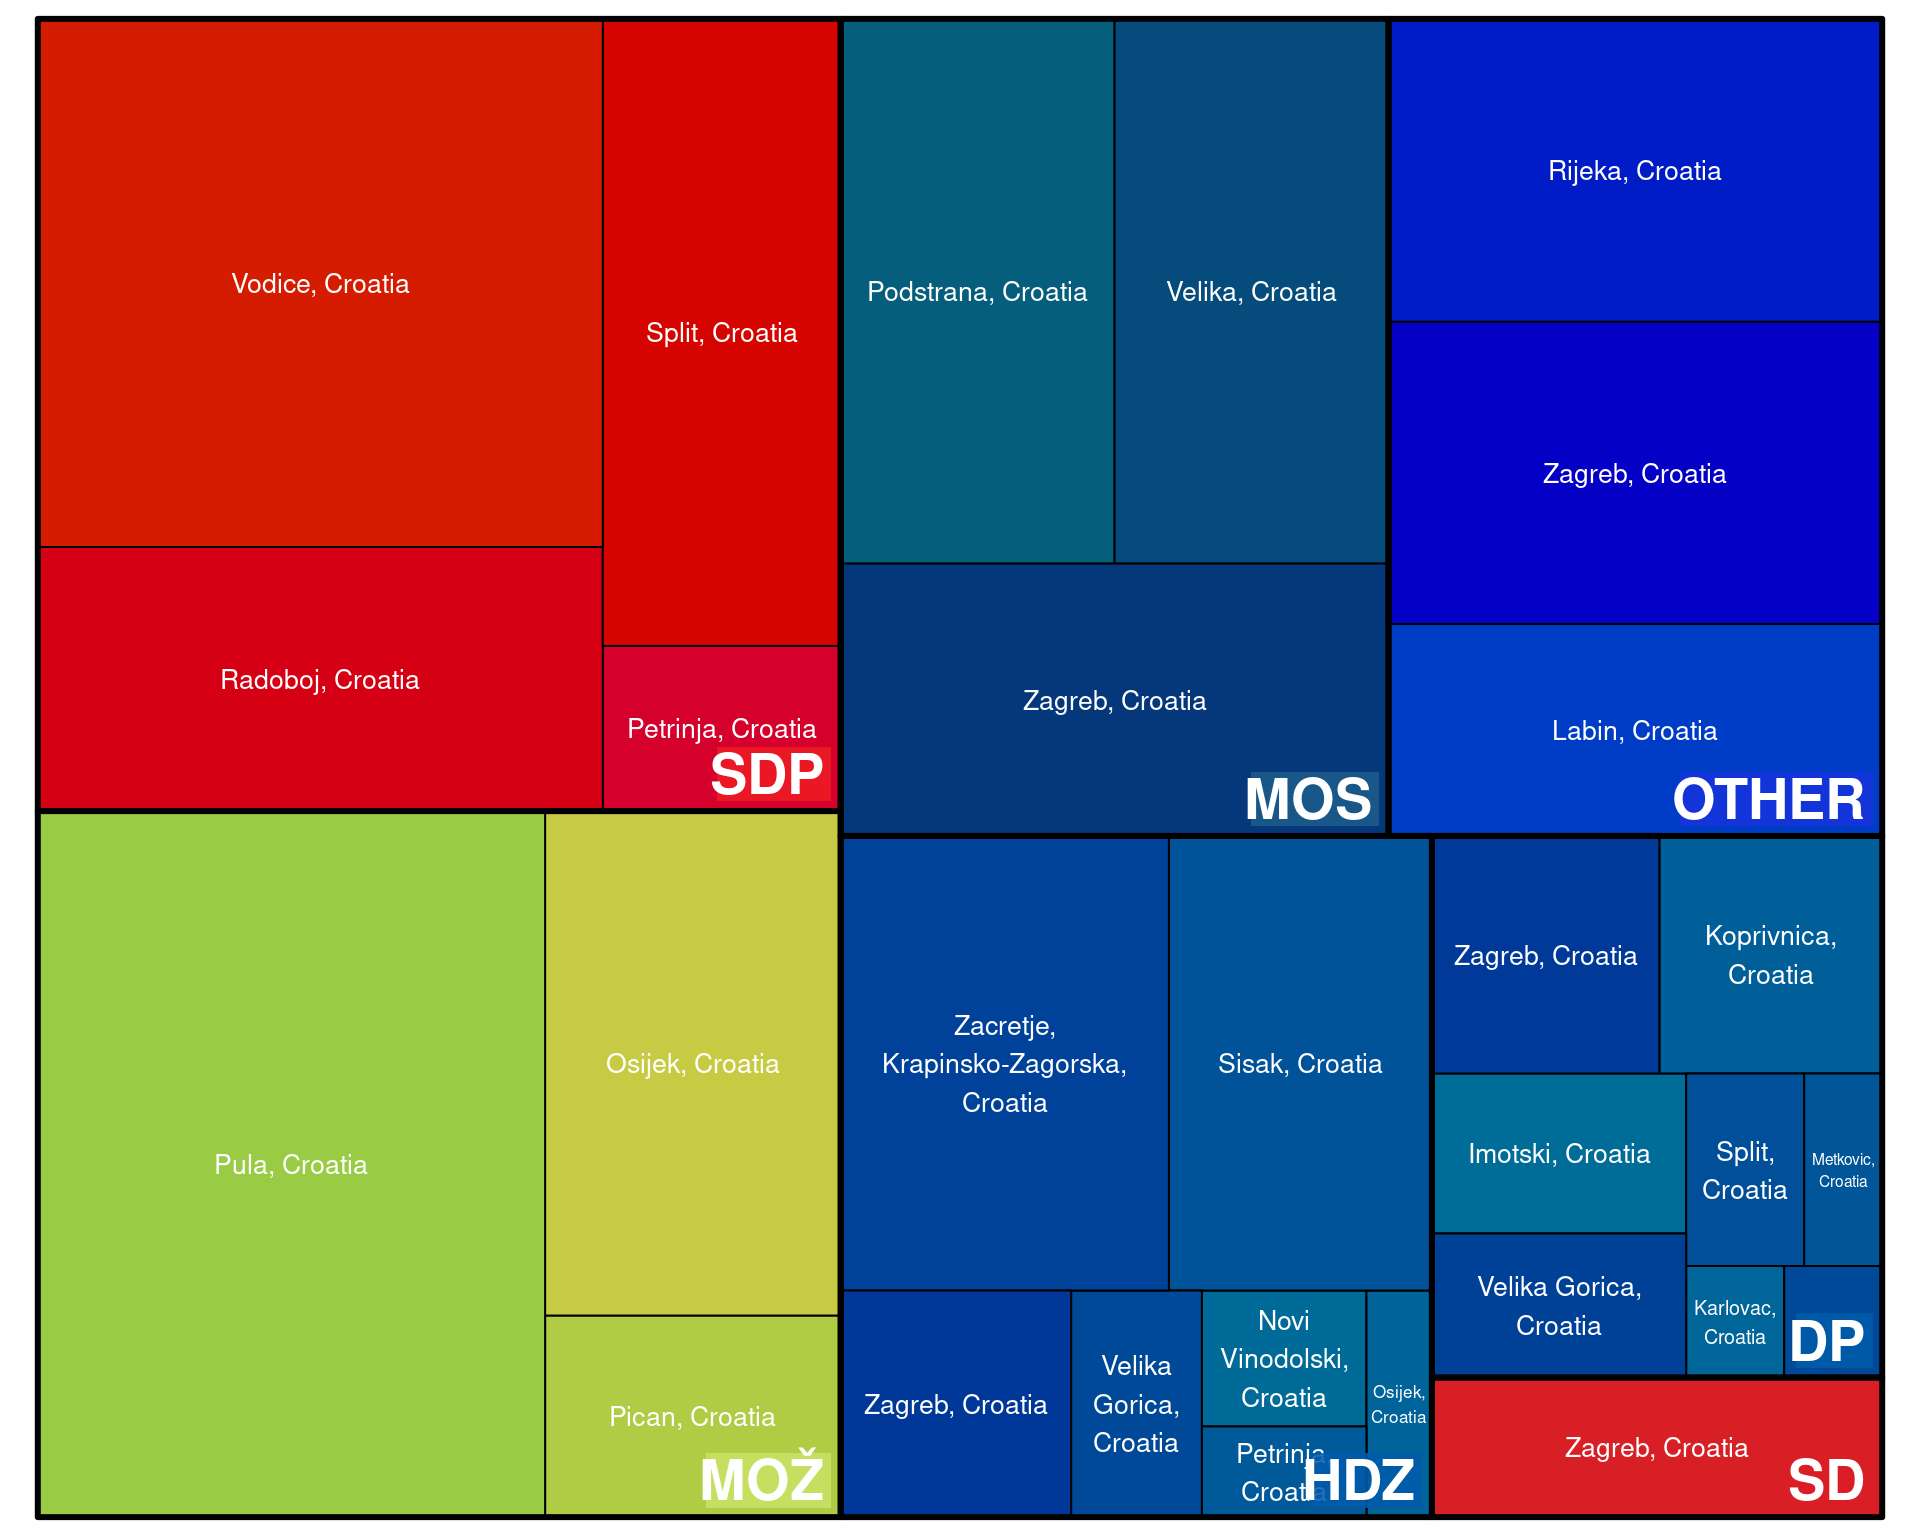 Vodice, Croatia
Split, Croatia
Radoboj, Croatia
Petrinja, Croatia
SDP
Podstrana, Croatia
Velika, Croatia
Zagreb, Croatia
MOS
Rijeka, Croatia
Zagreb, Croatia
Labin, Croatia
OTHER
Pula, Croatia
Osijek, Croatia
Pican, Croatia
MOŽ
Zacretje,
Krapinsko-Zagorska,
Croatia
Sisak, Croatia
Zagreb, Croatia
Velika
Gorica,
Croatia
Novi
Vinodolski,
Croatia
Petrinja,
Croatia
Osijek,
Croatia
HDZ
Zagreb, Croatia
Koprivnica,
Croatia
Imotski, Croatia
Split,
Croatia
Metkovic,
Croatia
Velika Gorica,
Croatia
Karlovac,
Croatia
DP
Zagreb, Croatia
SD